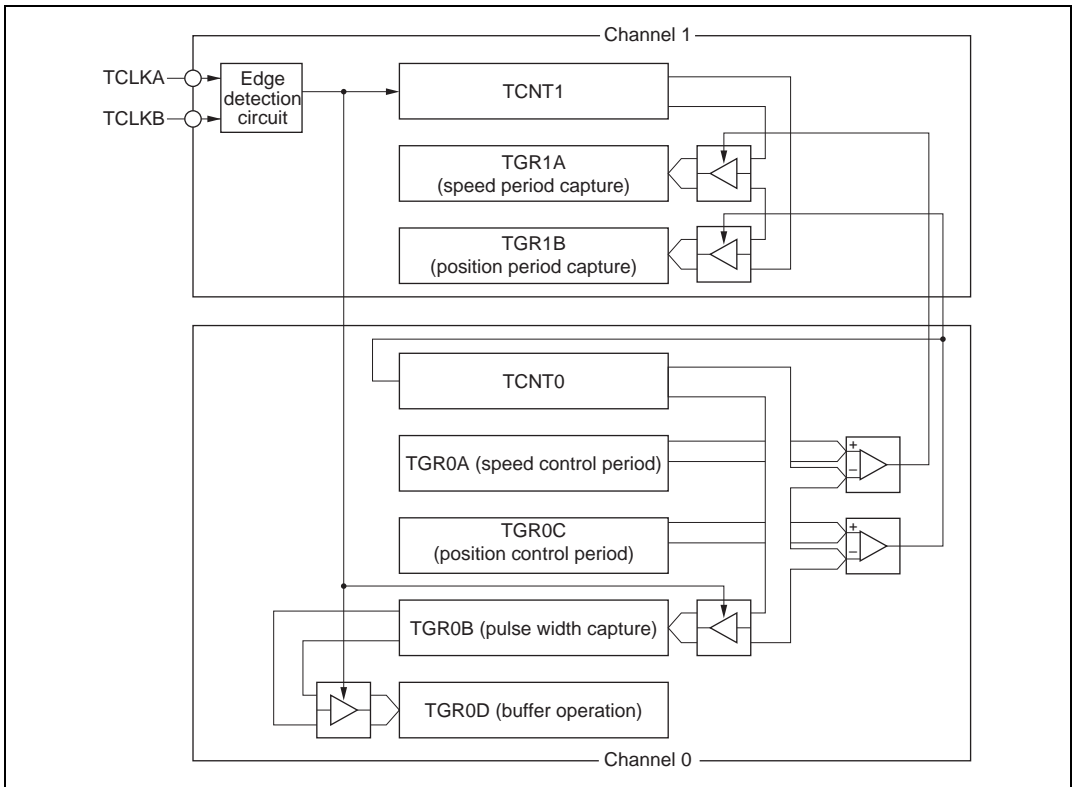 Channel 1
TCLKA
TCLKB
Edge
detection
circuit
TCNT1
TGR1A
(speed period capture)
TGR1B
(position period capture)
TCNT0
TGR0A (speed control period)
+
−
TGR0C
(position control period)
+
−
TGR0B (pulse width capture)
TGR0D (buffer operation)
Channel 0